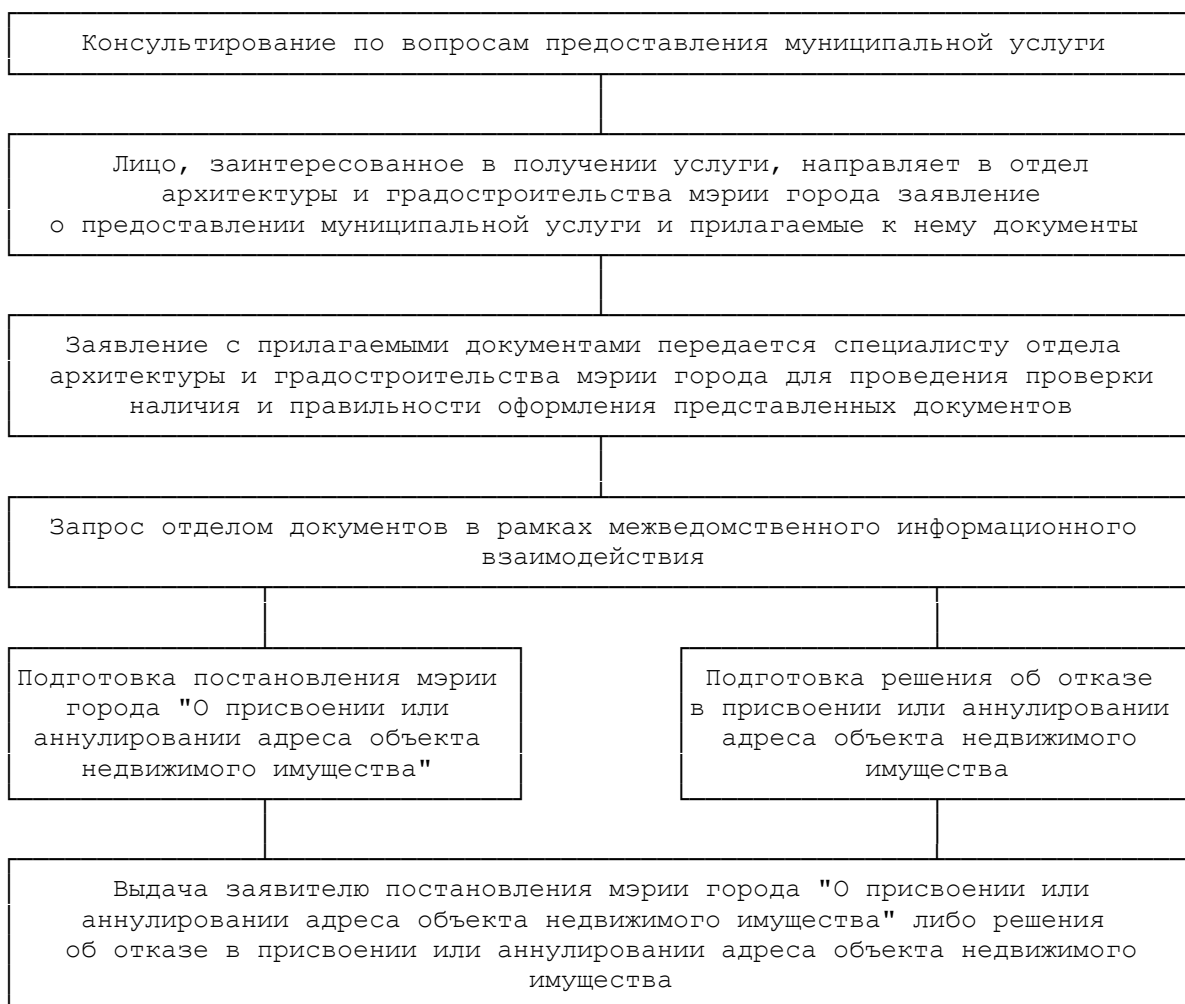 Консультирование по вопросам предоставления муниципальной услуги
Лицо, заинтересованное в получении услуги, направляет в отдел
архитектуры и градостроительства мэрии города заявление
о предоставлении муниципальной услуги и прилагаемые к нему документы
Заявление с прилагаемыми документами передается специалисту отдела
архитектуры и градостроительства мэрии города для проведения проверки
наличия и правильности оформления представленных документов
Запрос отделом документов в рамках межведомственного информационного
взаимодействия
Подготовка постановления мэрии
города "О присвоении или
аннулировании адреса объекта
недвижимого имущества"
Подготовка решения об отказе
в присвоении или аннулировании
адреса объекта недвижимого
имущества
Выдача заявителю постановления мэрии города "О присвоении или
аннулировании адреса объекта недвижимого имущества" либо решения
об отказе в присвоении или аннулировании адреса объекта недвижимого
имущества